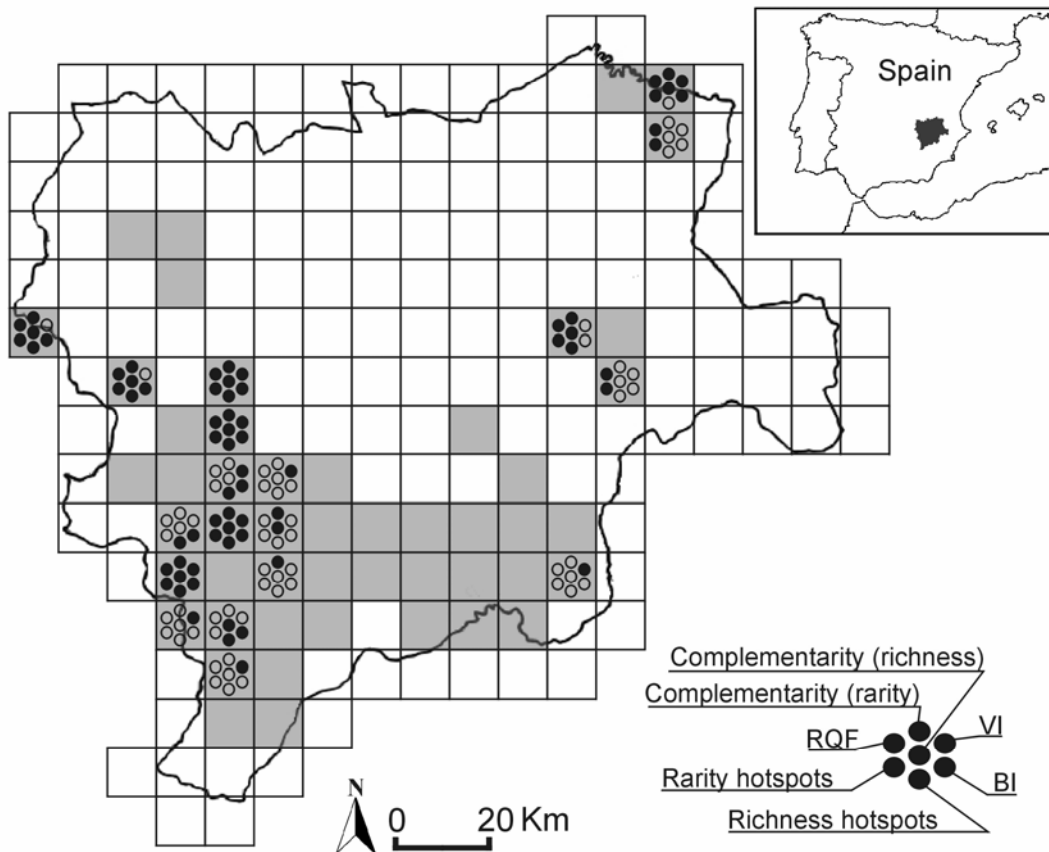 Spain
Complementarity (richness)
Complementarity (rarity)
RQF
VI
Rarity hotspots
BI
Richness hotspots
N
0 20 Km